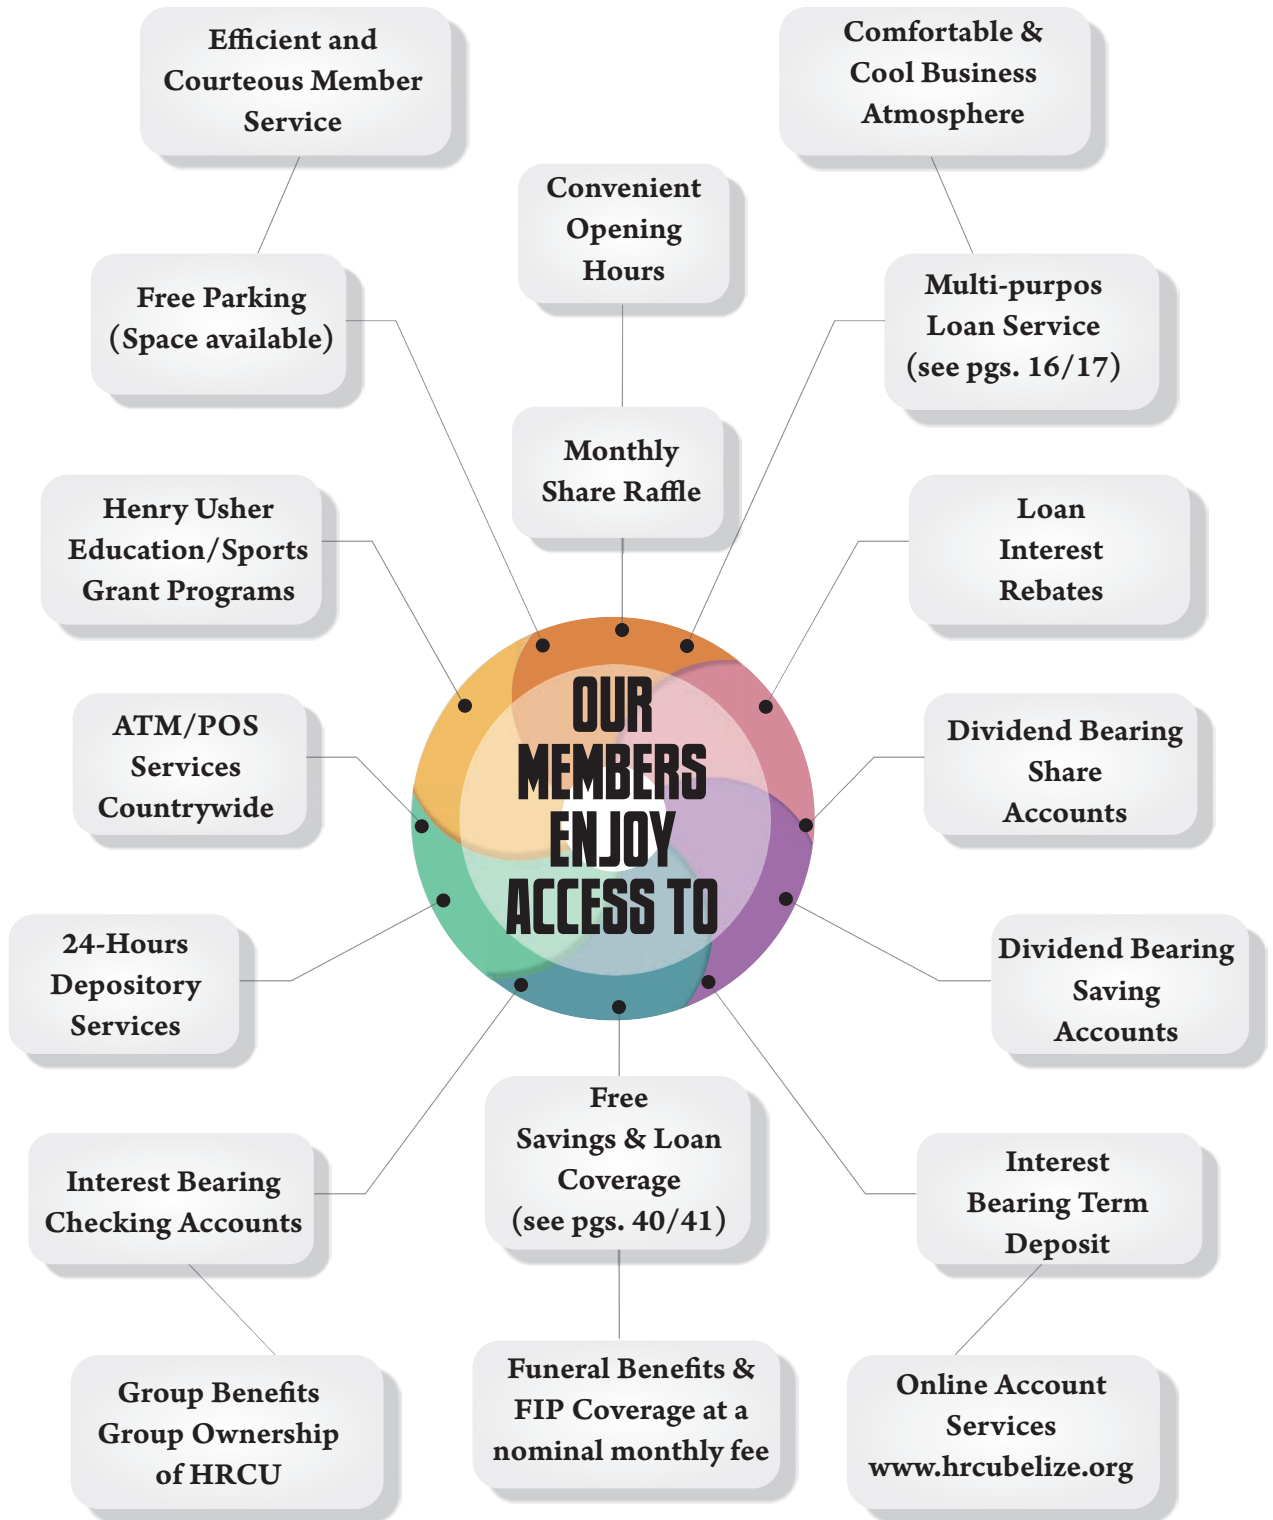 Efficient and
Courteous Member
Service
Comfortable &
Cool Business
Atmosphere
Convenient
Opening
Hours
Free Parking
(Space available)
Multi-purpos
Loan Service
(see pgs. 16/17)
Monthly
Share Raffle
Henry Usher
Education/Sports
Grant Programs
Loan
Interest
Rebates
OUR
MEMBERS
ENJOY
ACCESS TO
ATM/POS
Services
Countrywide
Dividend Bearing
Share
Accounts
24-Hours
Depository
Services
Dividend Bearing
Saving
Accounts
Free
Savings & Loan
Coverage
(see pgs. 40/41)
Interest Bearing
Checking Accounts
Interest
Bearing Term
Deposit
Group Benefits
Group Ownership
of HRCU
Funeral Benefits &
FIP Coverage at a
nominal monthly fee
Online Account
Services
www.hrcubelize.org